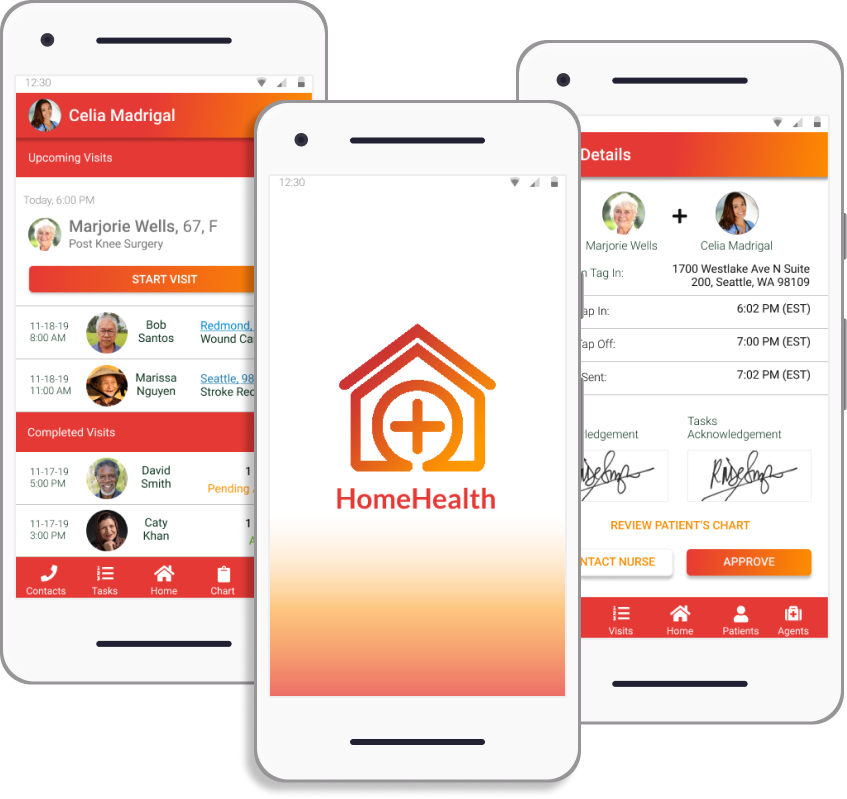 12:30
Celia Madrigal
Upcoming Visits
Today, 6:00 PM
Marjorie Wells, 67, F
Post Knee Surgery
START VISIT
11-18-19
8:00 AM
Bob
Santos
Redmond,
Wound Ca
11-18-19
11:00 AM
Marissa
Nguyen
Seattle, 98
Stroke Rec
Completed Visits
11-17-19
5:00 PM
David
Smith
1
Pending
11-17-19
3:00 PM
Caty
Khan
1
A
Contacts
Tasks
Home
Chart
12:30
HomeHealth
Details
Marjorie Wells
+
Celia Madrigal
n Tag In:
1700 Westlake Ave N Suite
200, Seattle, WA 98109
ap In:
6:02 PM (EST)
ap Off:
7:00 PM (EST)
Sent:
7:02 PM (EST)
ledgement
Tasks
Acknowledgement
REVIEW PATIENT'S CHART
NTACT NURSE
APPROVE
Visits
Home
Patients
Agents